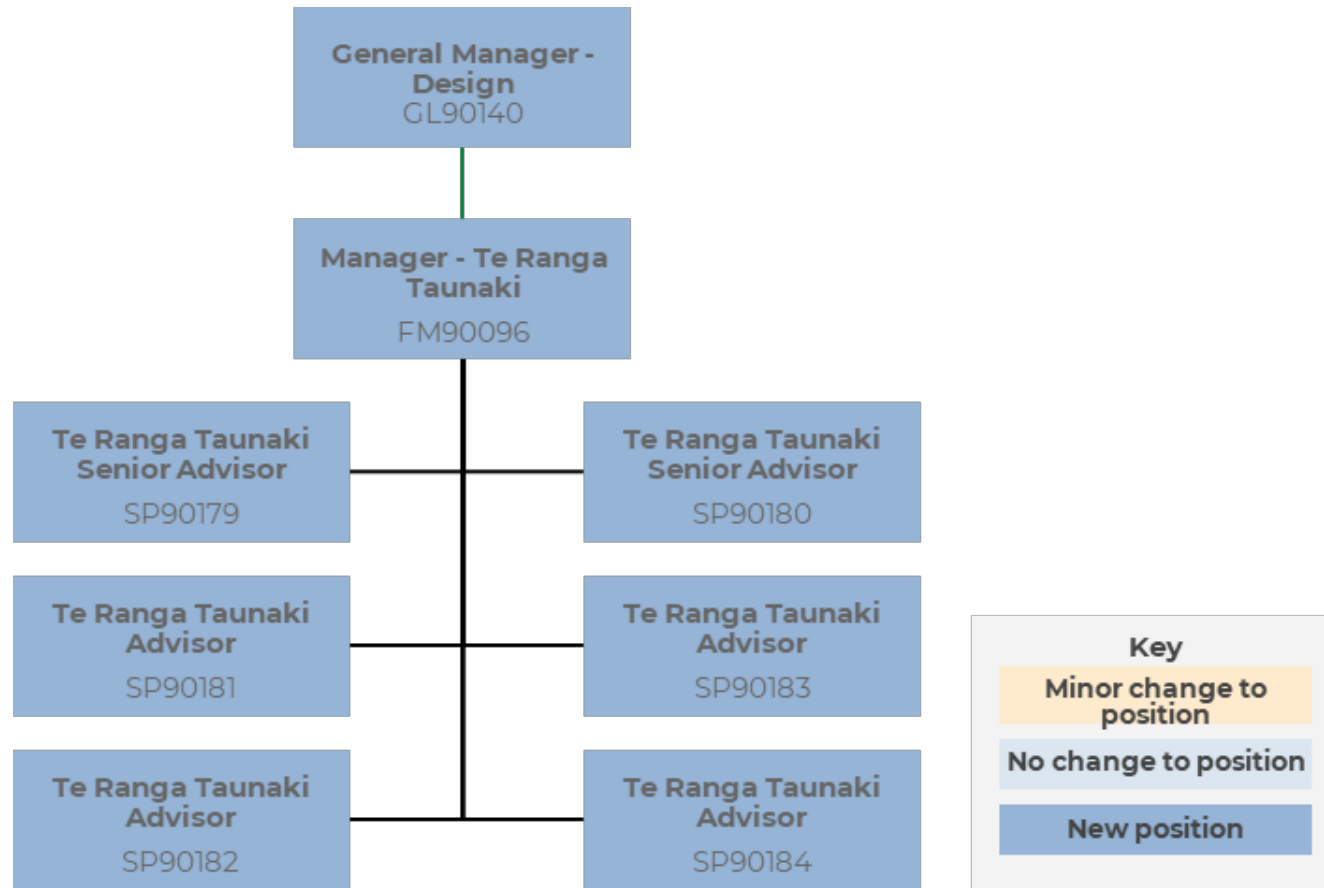 General Manager -
Design
GL90140
Manager - Te Ranga
Taunaki
FM90096
Te Ranga Taunaki
Senior Advisor
SP90179
Te Ranga Taunaki
Senior Advisor
SP90180
Te Ranga Taunaki
Advisor
SP90181
Te Ranga Taunaki
Advisor
SP90183
Te Ranga Taunaki
Advisor
SP90182
Te Ranga Taunaki
Advisor
SP90184
Key
Minor change to
position
No change to position
New position